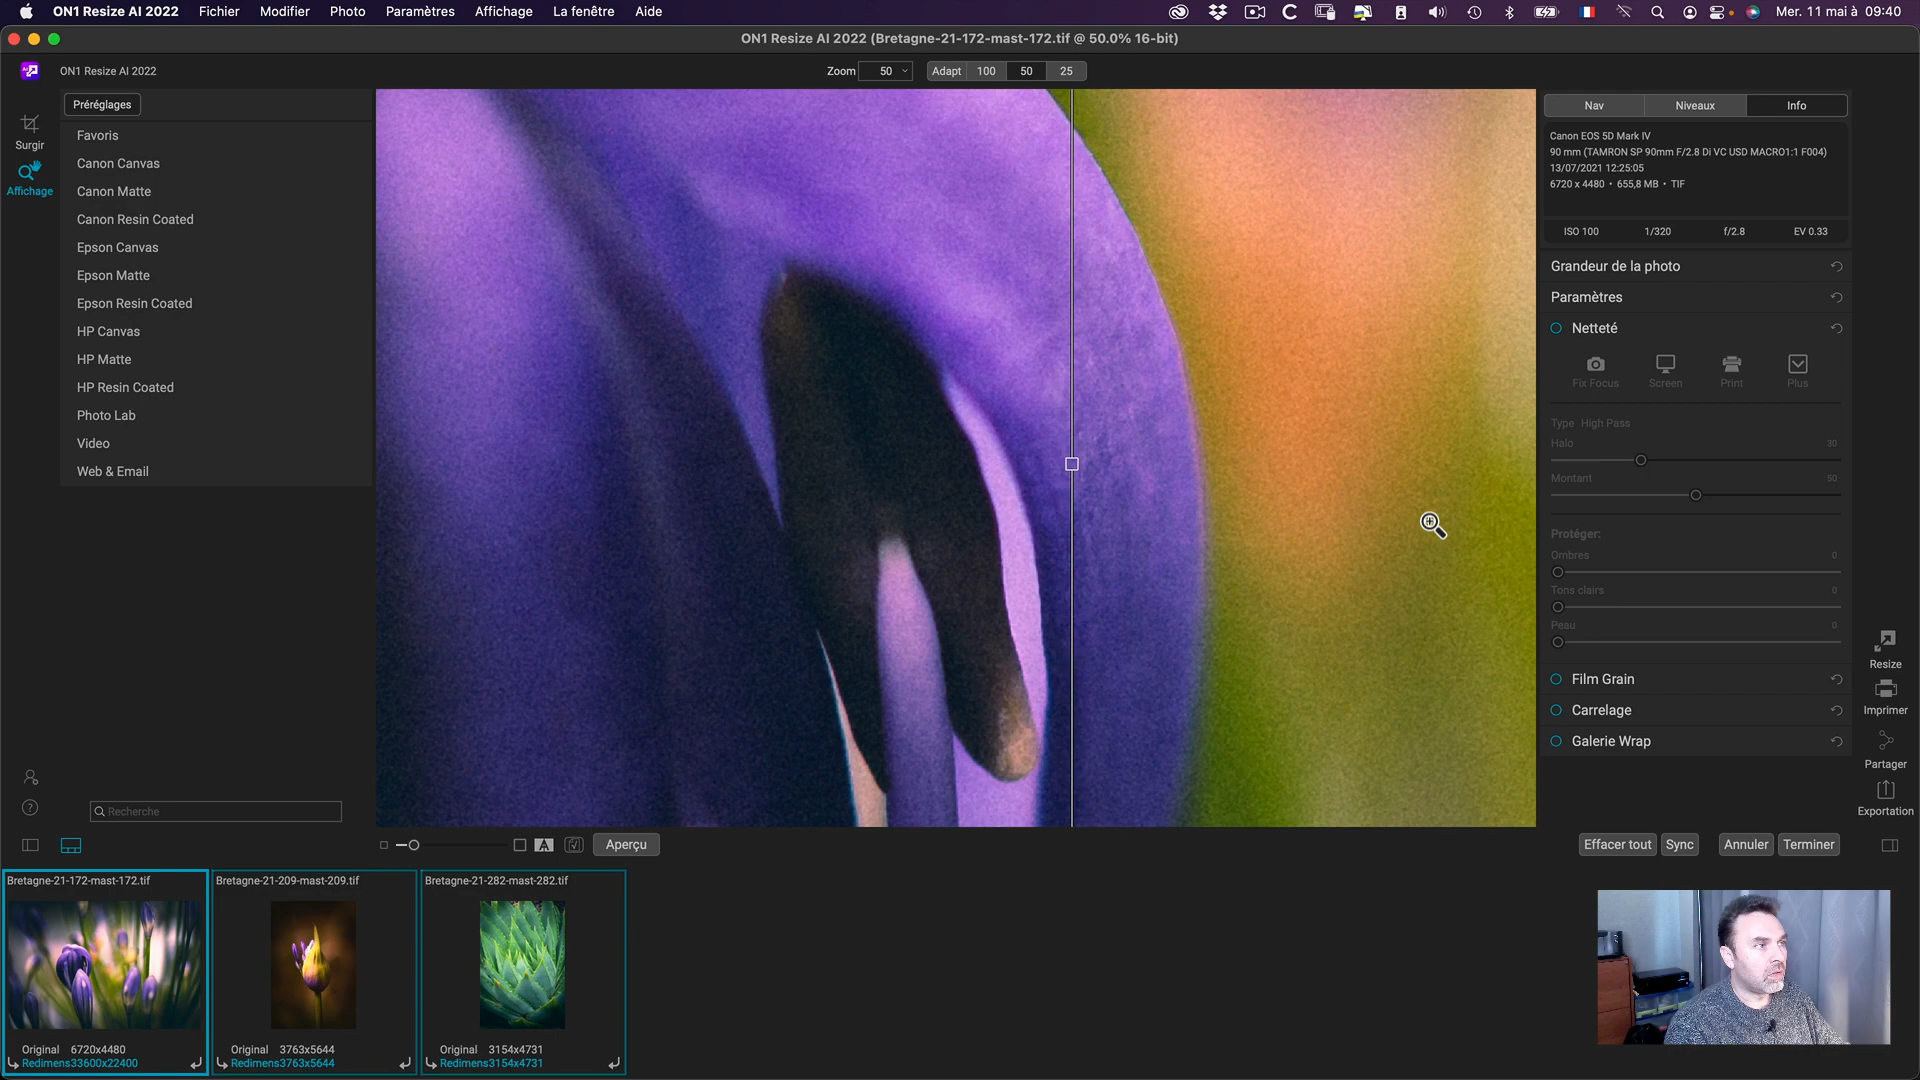 ON1 Resize AI 2022 Fichier Modifier Photo Paramètres Affichage La fenêtre Aide
Mer. 11 mai à 09:40
ON1 Resize AI 2022 (Bretagne-21-172-mast-172.tif @ 50.0% 16-bit)
ON1 Resize AI 2022
Zoom 50 Adapt 100 50 25
Préréglages
Surgir
Affichage
Favoris
Canon Canvas
Canon Matte
Canon Resin Coated
Epson Canvas
Epson Matte
Epson Resin Coated
HP Canvas
HP Matte
HP Resin Coated
Photo Lab
Video
Web & Email
Recherche
Nav Niveaux Info
Canon EOS 5D Mark IV
90 mm (TAMRON SP 90mm F/2.8 Di VC USD MACRO1:1 F004)
13/07/2021 12:25:05
6720 x 4480 • 655,8 MB • TIF
ISO 100 1/320 f/2.8 EV 0.33
Grandeur de la photo
Paramètres
Netteté
Fix Focus Screen Print Plus
Type High Pass
Halo 30
Montant 50
Protéger:
Ombres 0
Tons clairs 0
Peau 0
Film Grain
Carrelage
Galerie Wrap
Resize
Imprimer
Partager
Exportation
A Aperçu
Effacer tout Sync Annuler Terminer
Bretagne-21-172-mast-172.tif
Original 6720x4480
Redimens33600x22400
Bretagne-21-209-mast-209.tif
Original 3763x5644
Redimens3763x5644
Bretagne-21-282-mast-282.tif
Original 3154x4731
Redimens3154x4731